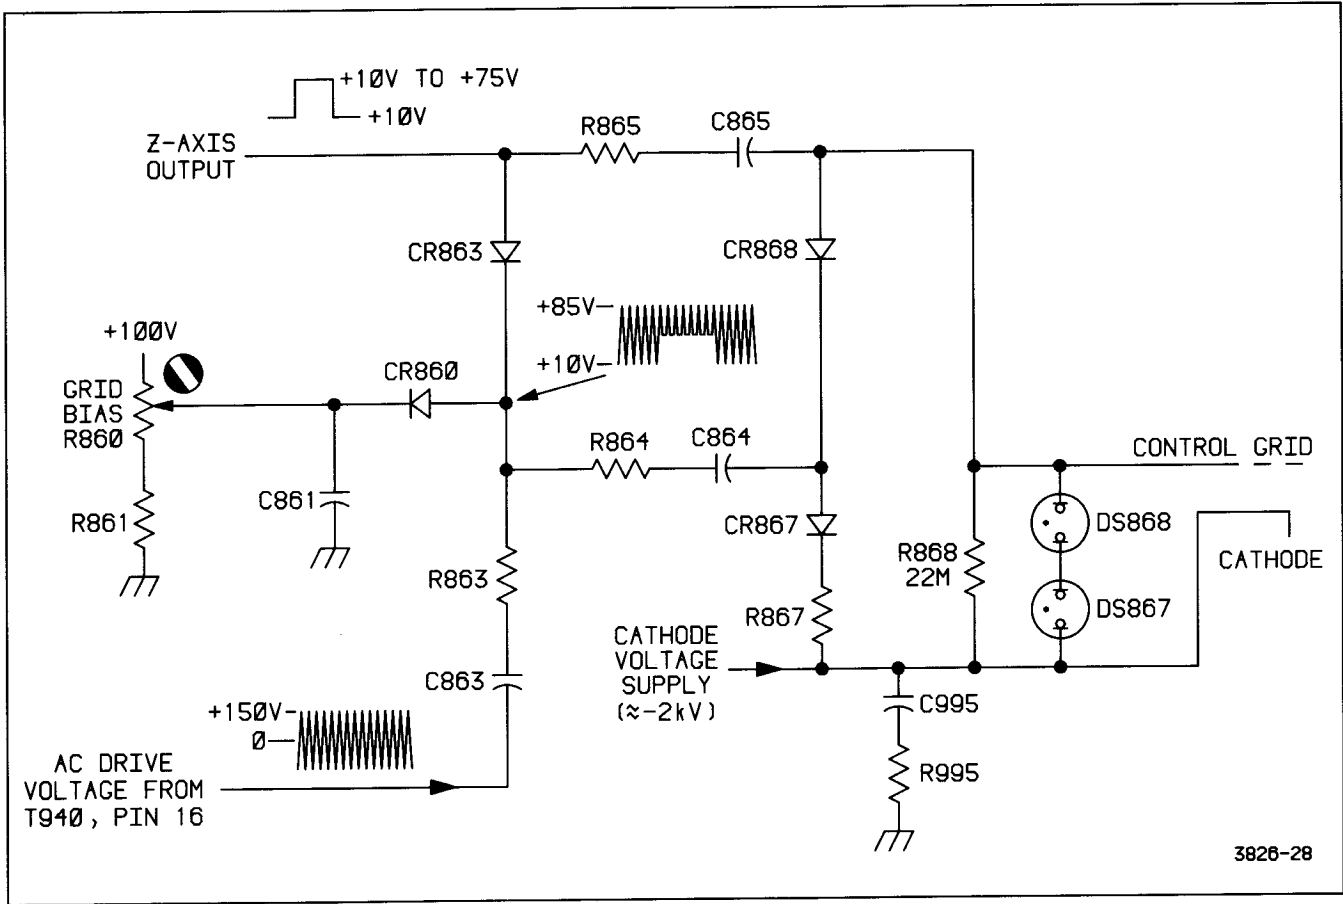 +10V TO +75V
+10V
Z-AXIS
OUTPUT
R865
C865
CR863
CR868
+85V
+10V
+100V
GRID
BIAS
R860
CR860
R864
C864
CONTROL GRID
R861
C861
CR867
DS868
R863
R868
22M
CATHODE
R867
DS867
CATHODE
VOLTAGE
SUPPLY
(≈-2kV)
C863
C995
+150V
0
R995
AC DRIVE
VOLTAGE FROM
T940, PIN 16
3826-28